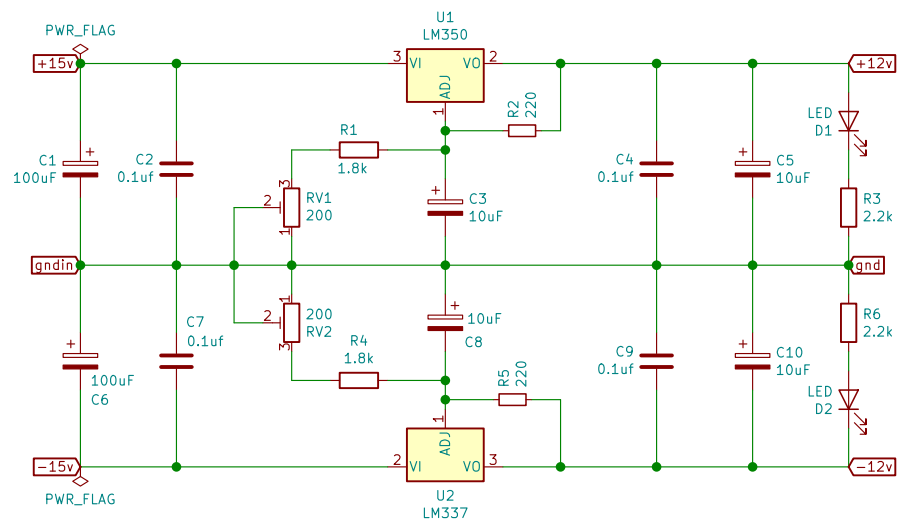 PWR_FLAG
+15v
U1
LM350
3
VI
VO
2
ADJ
1
+12v
R2
220
LED
D1
R1
1.8k
C1
100uF
C2
0.1uf
C4
0.1uf
C5
10uF
3
2
1
RV1
200
C3
10uF
R3
2.2k
gndin
gnd
1
2
3
200
RV2
10uF
C8
R6
2.2k
C7
0.1uf
R4
1.8k
C9
0.1uf
C10
10uF
100uF
C6
R5
220
LED
D2
1
ADJ
-15v
2
VI
VO
3
-12v
U2
LM337
PWR_FLAG